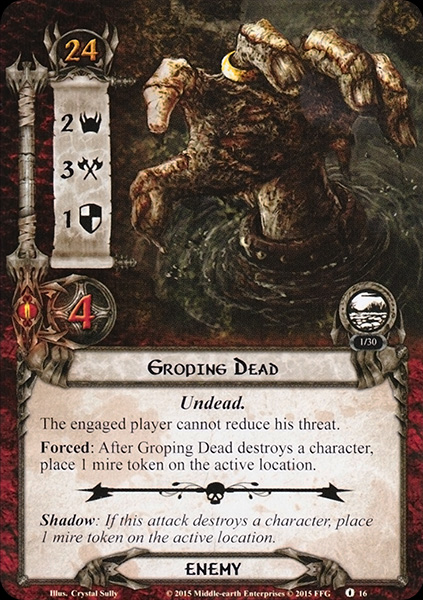 24
2
3
1
4
1/30
GROPING DEAD
Undead.
The engaged player cannot reduce his threat.
Forced: After Groping Dead destroys a character,
place 1 mire token on the active location.
Shadow: If this attack destroys a character, place
1 mire token on the active location.
ENEMY
Illus. Crystal Sully © 2015 Middle-earth Enterprises © 2015 FFG 16